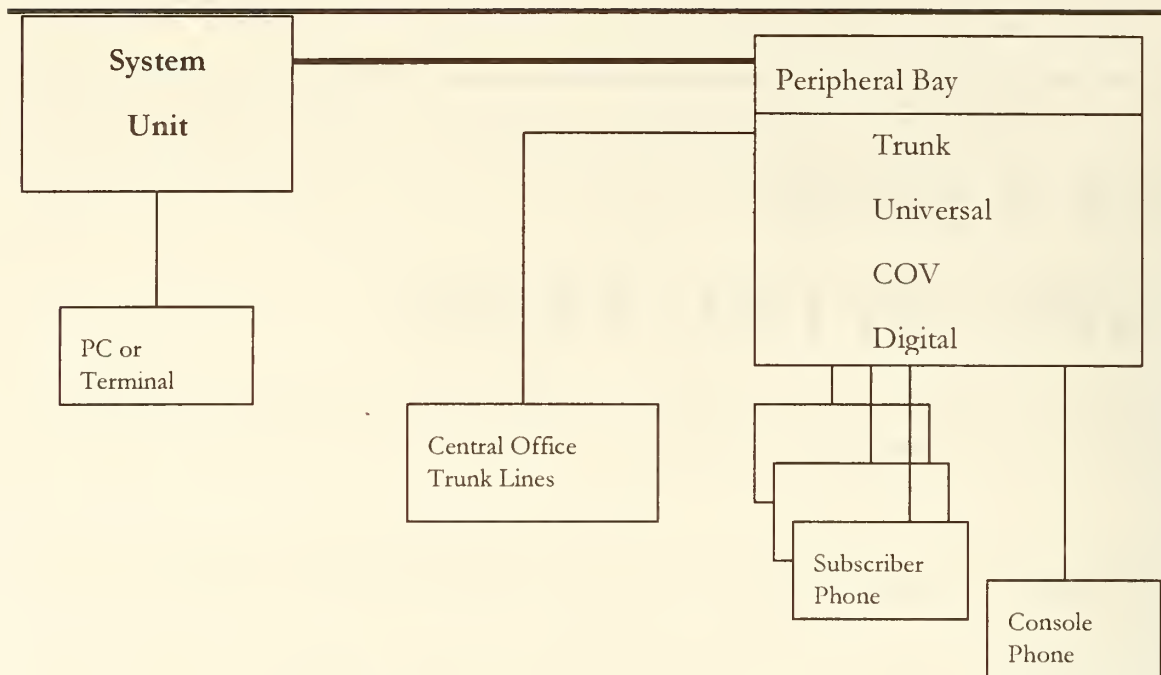 System
Unit
Peripheral Bay
Trunk
Universal
COV
Digital
PC or
Terminal
Central Office
Trunk Lines
Subscriber
Phone
Console
Phone